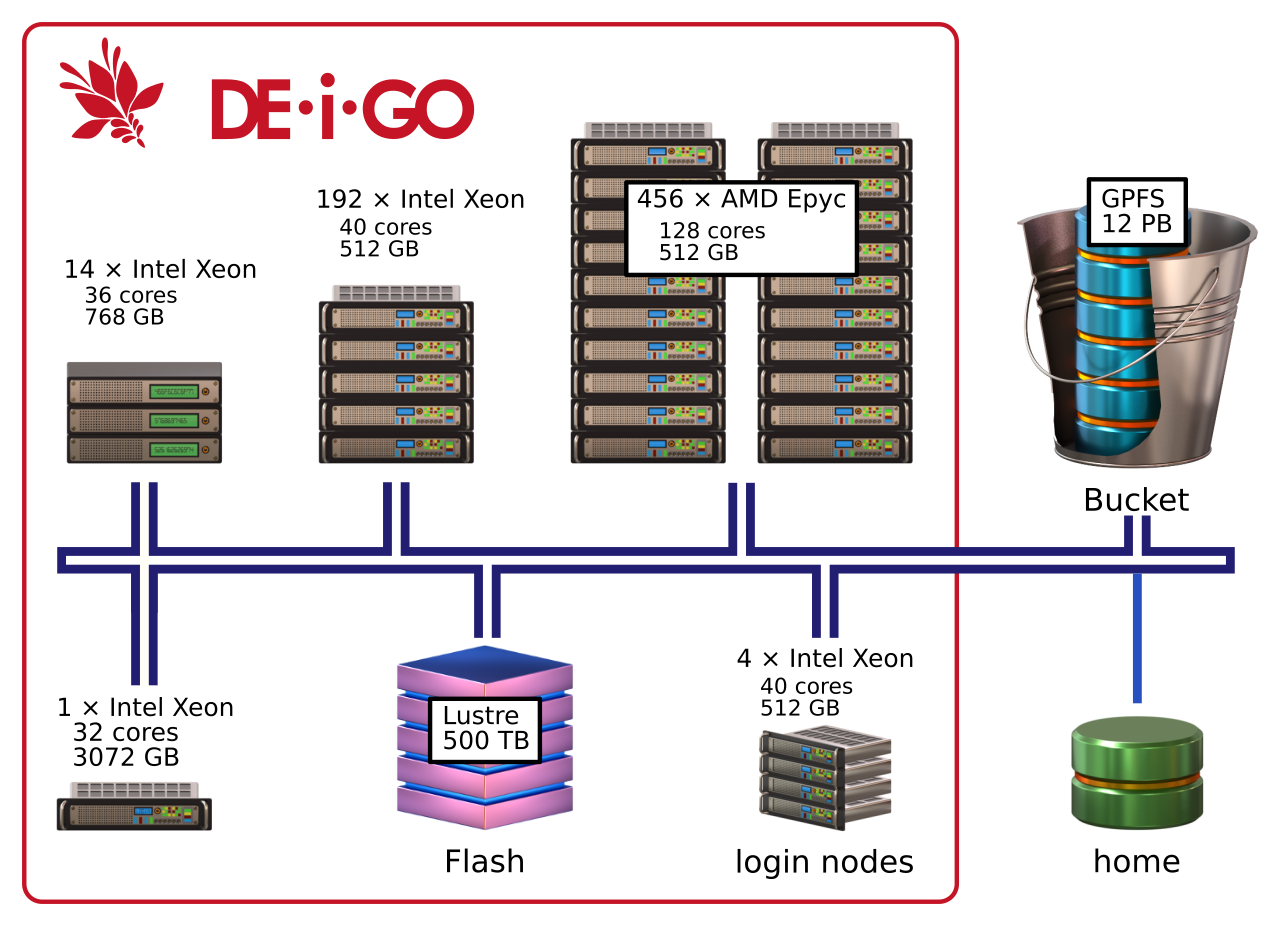 DE·i·GO
14 × Intel Xeon
36 cores
768 GB
192 × Intel Xeon
40 cores
512 GB
456 × AMD Epyc
128 cores
512 GB
GPFS
12 PB
Bucket
1 × Intel Xeon
32 cores
3072 GB
Lustre
500 TB
Flash
4 × Intel Xeon
40 cores
512 GB
login nodes
home